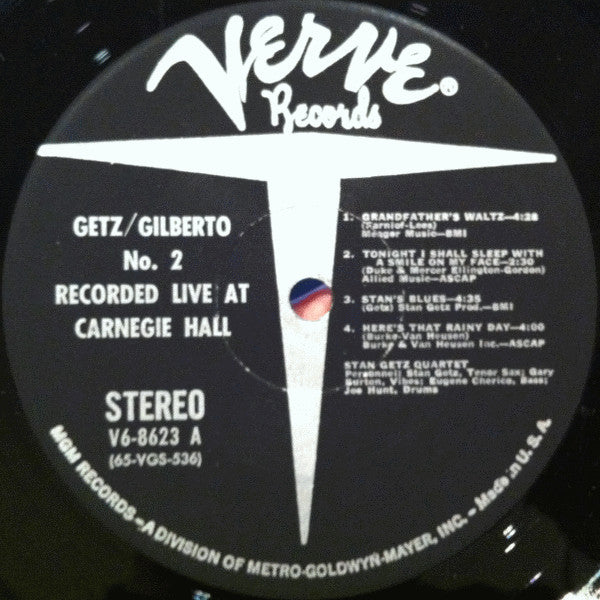 Verve®
Records
GETZ/GILBERTO
No. 2
RECORDED LIVE AT
CARNEGIE HALL
STEREO
V6-8623 A
(65-VGS-536)
1. GRANDFATHER'S WALTZ—4:28
(Farnlof-Lees)
Menger Music—BMI
2. TONIGHT I SHALL SLEEP WITH
A SMILE ON MY FACE—2:30
(Duke & Mercer Ellington-Gordon)
Allied Music—ASCAP
3. STAN'S BLUES—4:35
(Getz) Stan Getz Prod.—BMI
4. HERE'S THAT RAINY DAY—4:00
(Burke-Van Heusen)
Burke & Van Heusen Inc.—ASCAP
STAN GETZ QUARTET
Personnel: Stan Getz, Tenor Sax; Gary
Burton, Vibes; Eugene Cherico, Bass;
Joe Hunt, Drums
MGM RECORDS—A DIVISION OF METRO-GOLDWYN-MAYER, INC.—Made in U.S.A.